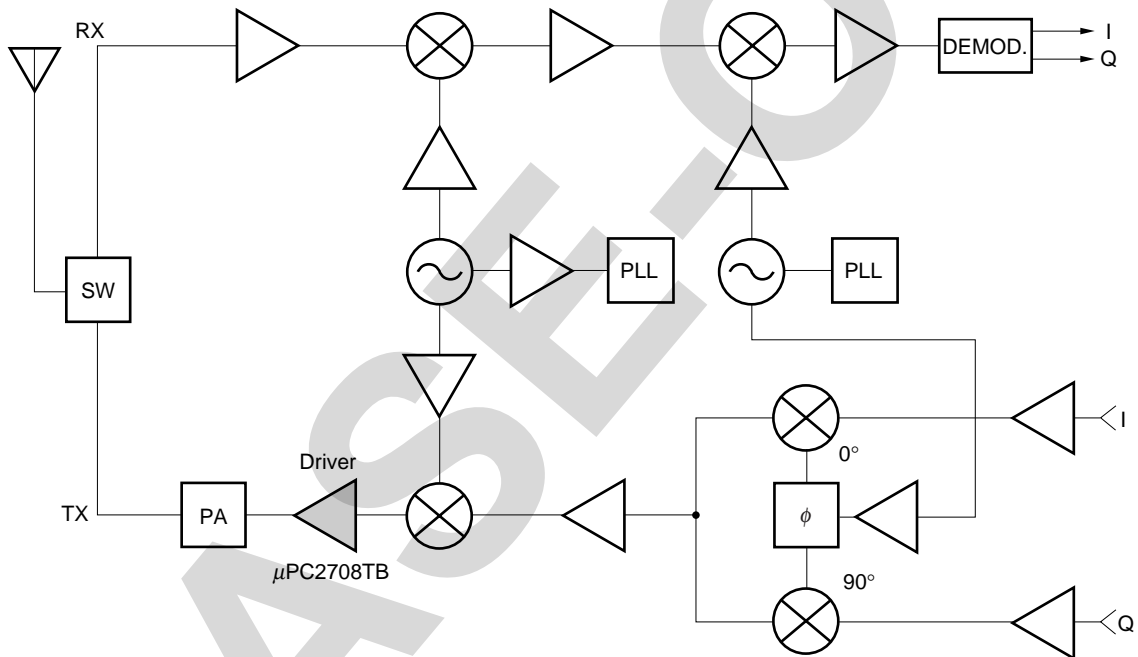 RX
I
DEMOD.
Q
PLL
PLL
SW
I
0°
Driver
TX
PA
ϕ
μPC2708TB
90°
Q